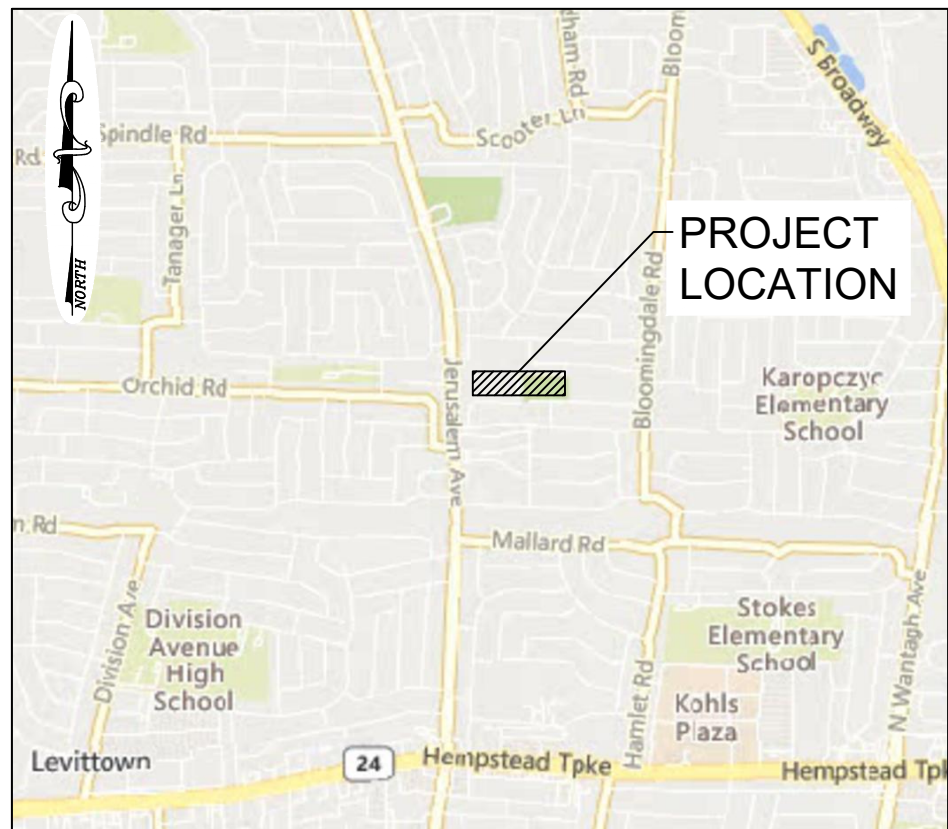 Bloom
ham Rd
S Broadway
Spindle Rd
Scooter Ln
Rd
Tanager Ln
NORTH
PROJECT
LOCATION
Bloomingdale Rd
Jerusalem Ave
Orchid Rd
Karopczyc
Elementary
School
n Rd
Mallard Rd
Division Ave
Division
Avenue
High
School
Stokes
Elementary
School
N Wantagh Ave
Hamlet Rd
Kohls
Plaza
Levittown
24
Hempstead Tpke
Hempstead Tpk